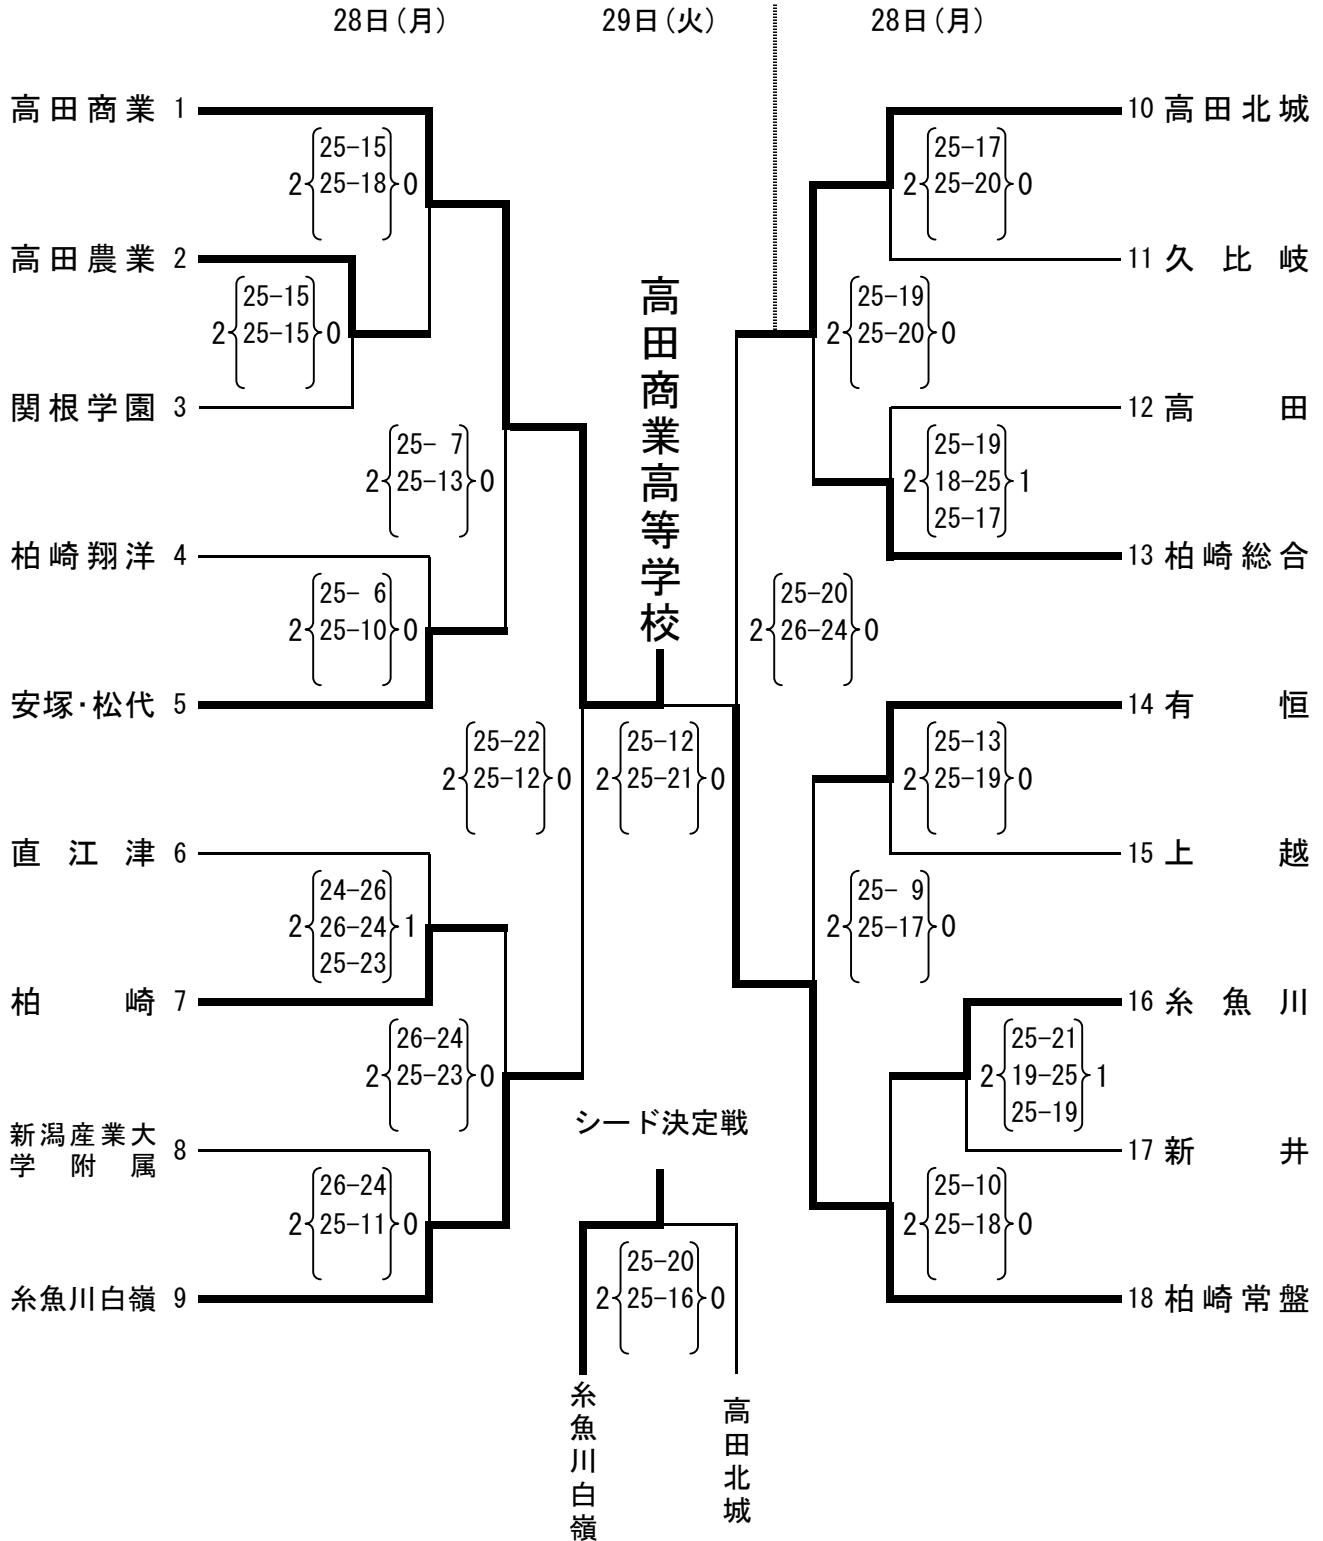 28日（月）
29日（火）
28日（月）
高田商業 1
25-15
2 25-18 0
高田農業 2
25-15
2 25-15 0
関根学園 3
25- 7
2 25-13 0
柏崎翔洋 4
25- 6
2 25-10 0
安塚・松代 5
25-22
2 25-12 0
直江津 6
24-26
2 26-24 1
25-23
柏崎 7
26-24
2 25-23 0
新潟産業大
学附属 8
26-24
2 25-11 0
糸魚川白嶺 9
高田商業高等学校
25-12
2 25-21 0
10 高田北城
25-17
2 25-20 0
11 久比岐
25-19
2 25-20 0
12 高田
25-19
2 18-25 1
25-17
13 柏崎総合
25-20
2 26-24 0
14 有恒
25-13
2 25-19 0
15 上越
25- 9
2 25-17 0
16 糸魚川
25-21
2 19-25 1
25-19
17 新井
25-10
2 25-18 0
18 柏崎常盤
シード決定戦
25-20
2 25-16 0
糸魚川白嶺
高田北城